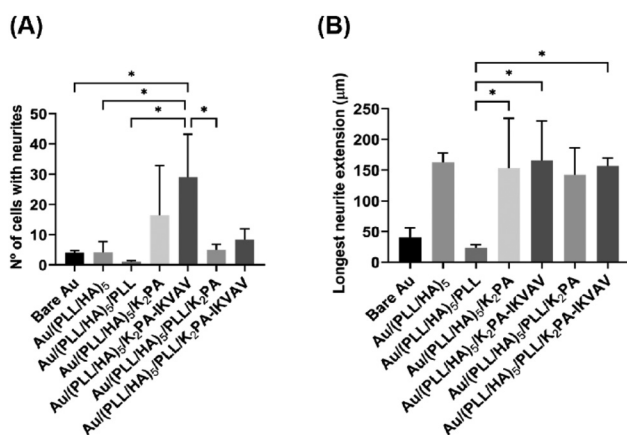 (A)
Nº of cells with neurites
50
40
30
20
10
0
*
*
*
*
Bare Au
Au/(PLL/HA)₅
Au/(PLL/HA)₅/PLL
Au/(PLL/HA)₅/K₂PA
Au/(PLL/HA)₅/K₂PA-IKVAV
Au/(PLL/HA)₅/PLL/K₂PA
Au/(PLL/HA)₅/PLL/K₂PA-IKVAV
(B)
Longest neurite extension (μm)
250
200
150
100
50
0
*
*
*
Bare Au
Au/(PLL/HA)₅
Au/(PLL/HA)₅/PLL
Au/(PLL/HA)₅/K₂PA
Au/(PLL/HA)₅/K₂PA-IKVAV
Au/(PLL/HA)₅/PLL/K₂PA
Au/(PLL/HA)₅/PLL/K₂PA-IKVAV